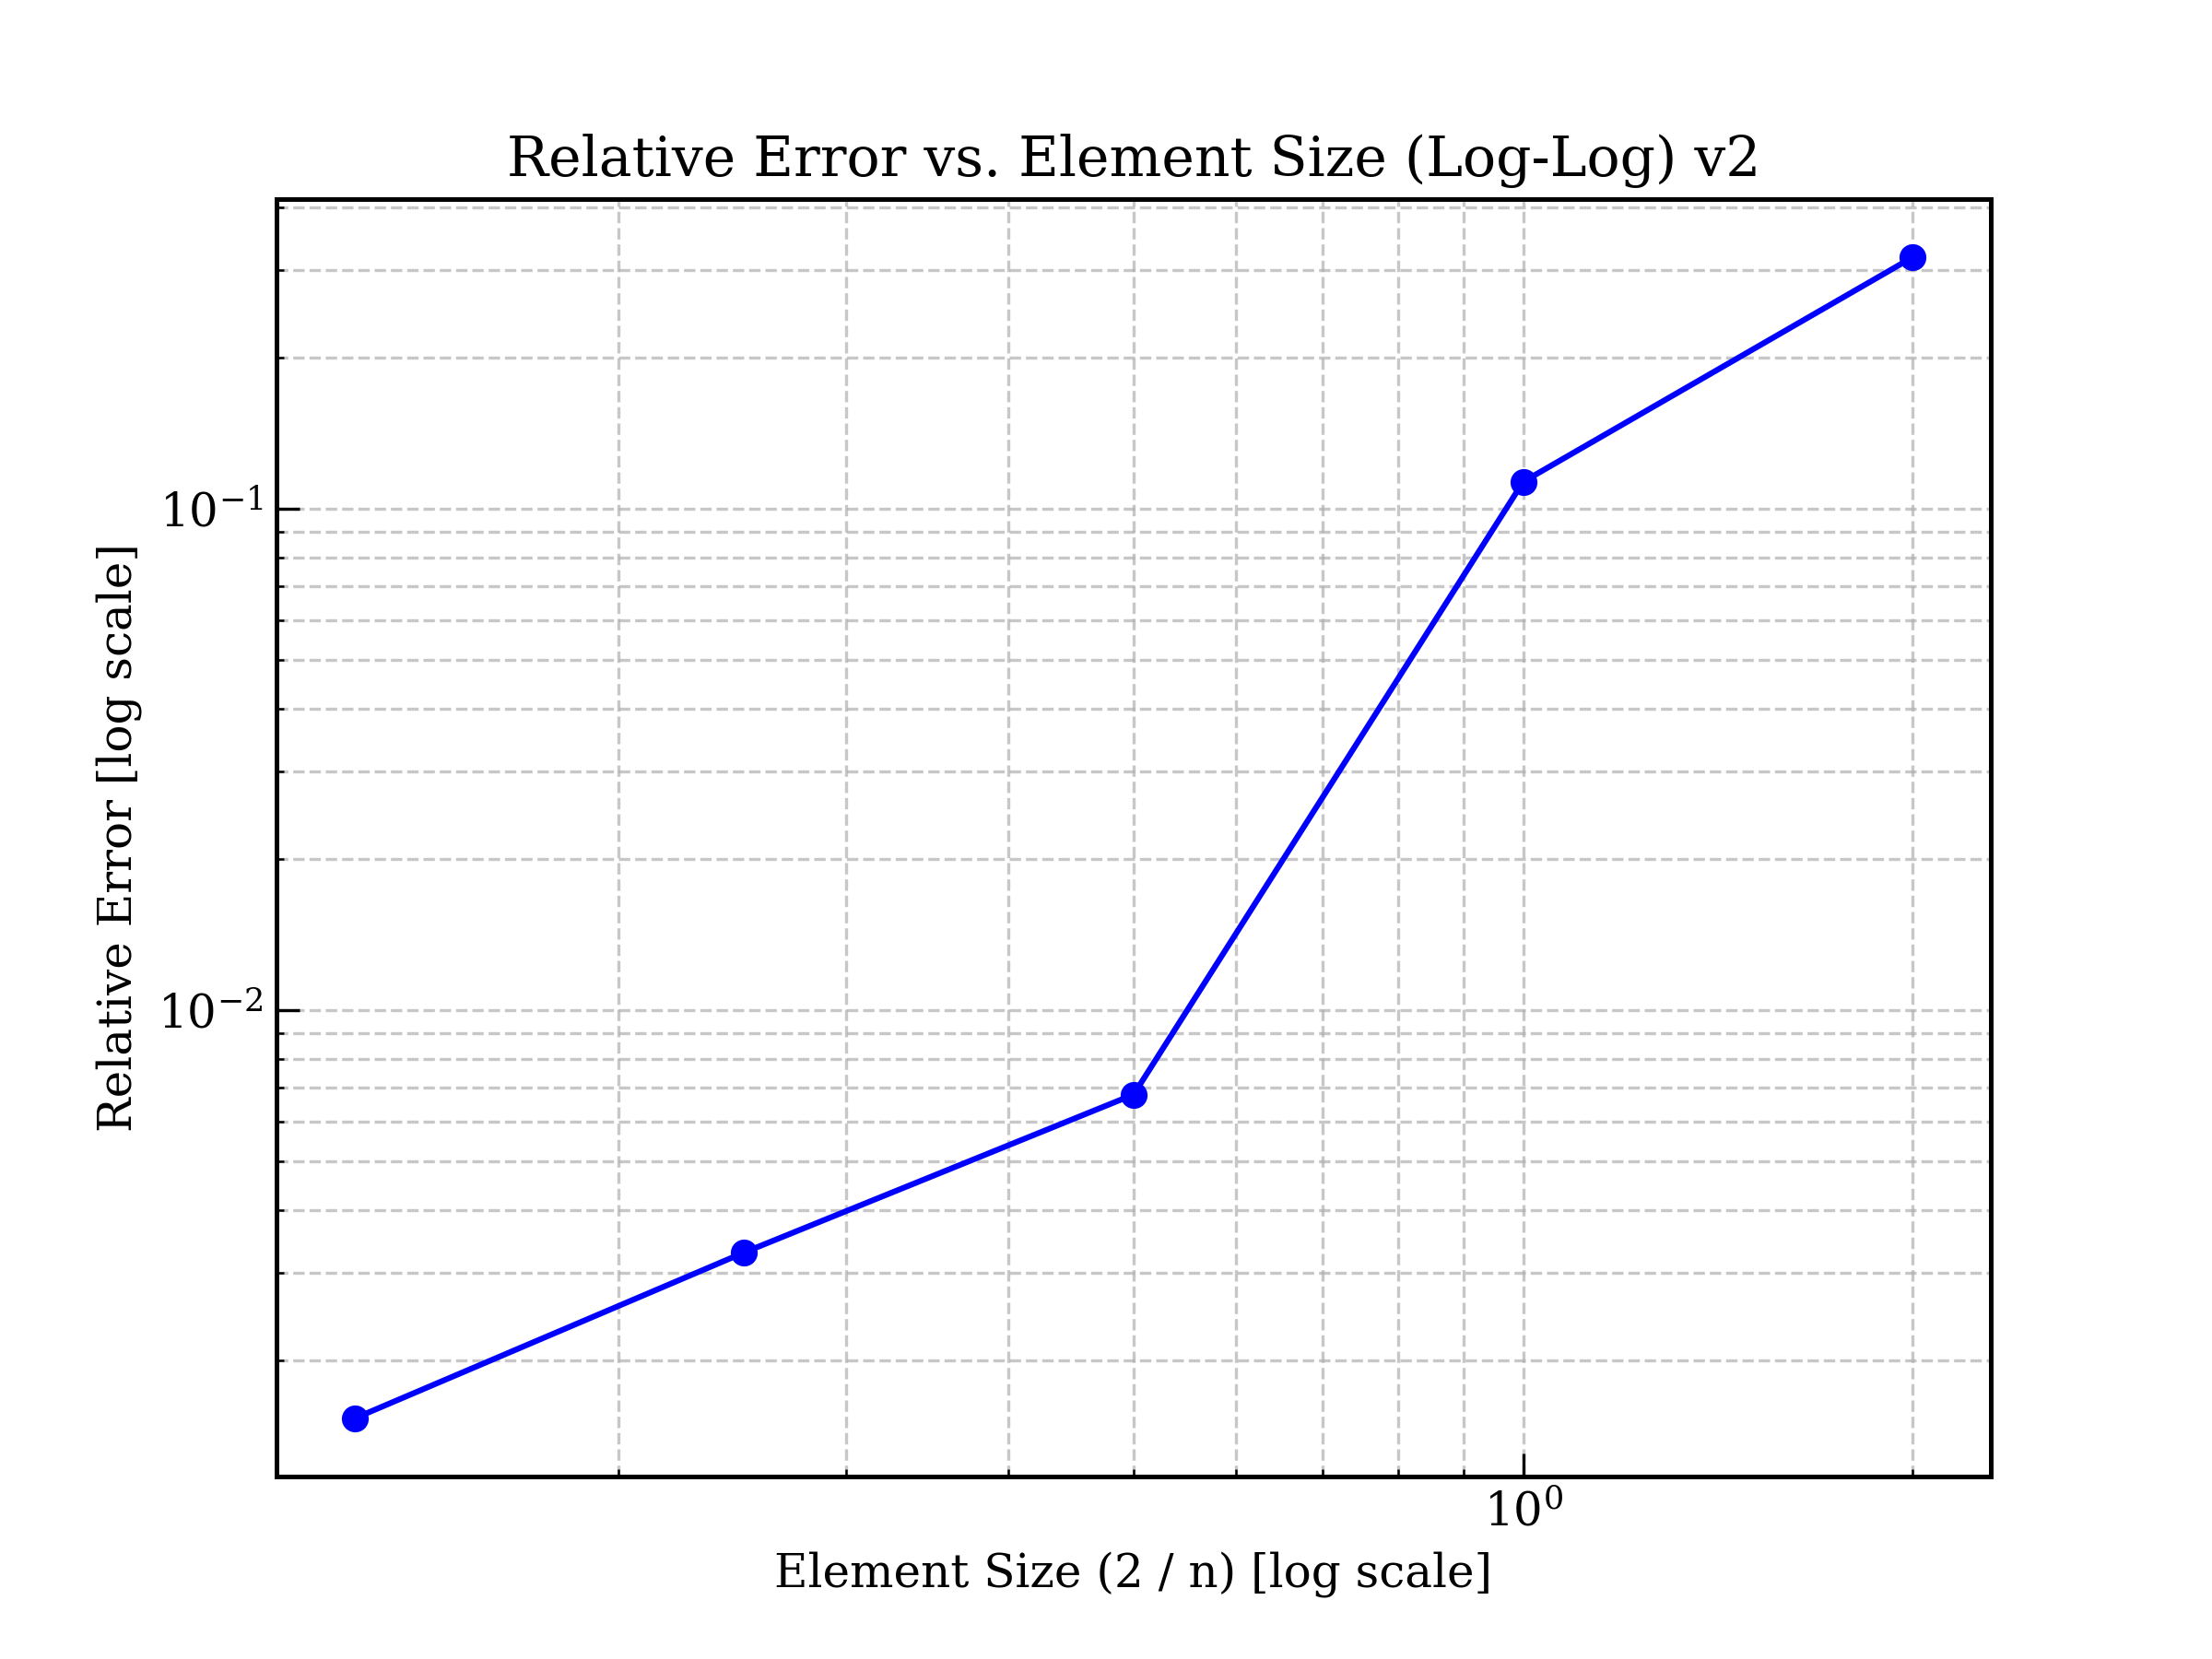 Relative Error vs. Element Size (Log-Log) v2
Relative Error [log scale]
10⁻¹
10⁻²
10⁰
Element Size (2 / n) [log scale]